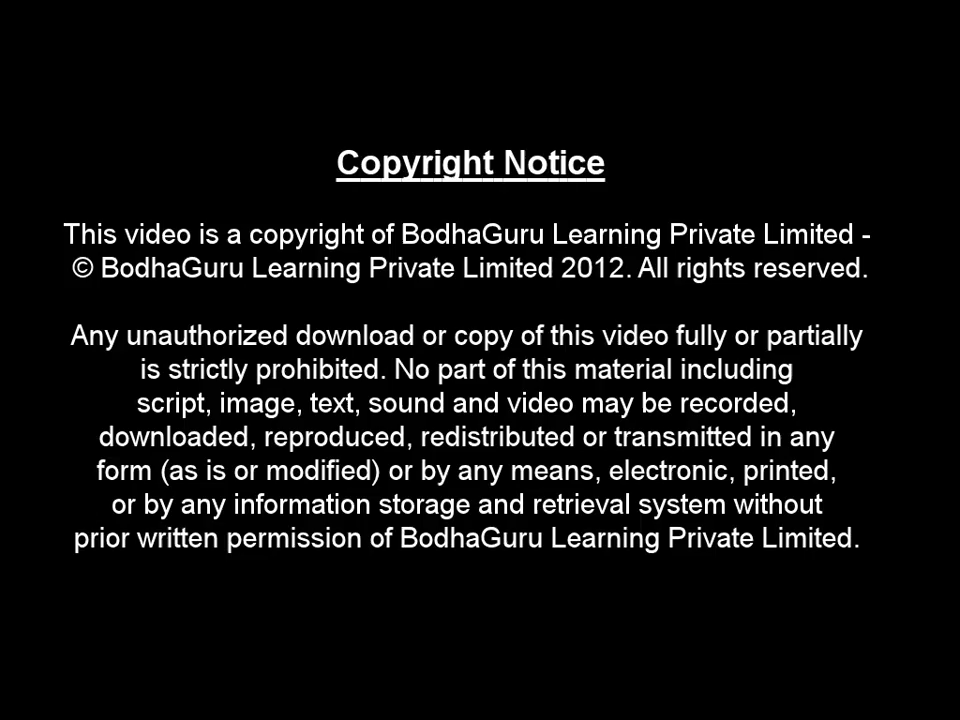 Copyright Notice
This video is a copyright of BodhaGuru Learning Private Limited -
© BodhaGuru Learning Private Limited 2012. All rights reserved.
Any unauthorized download or copy of this video fully or partially
is strictly prohibited. No part of this material including
script, image, text, sound and video may be recorded,
downloaded, reproduced, redistributed or transmitted in any
form (as is or modified) or by any means, electronic, printed,
or by any information storage and retrieval system without
prior written permission of BodhaGuru Learning Private Limited.